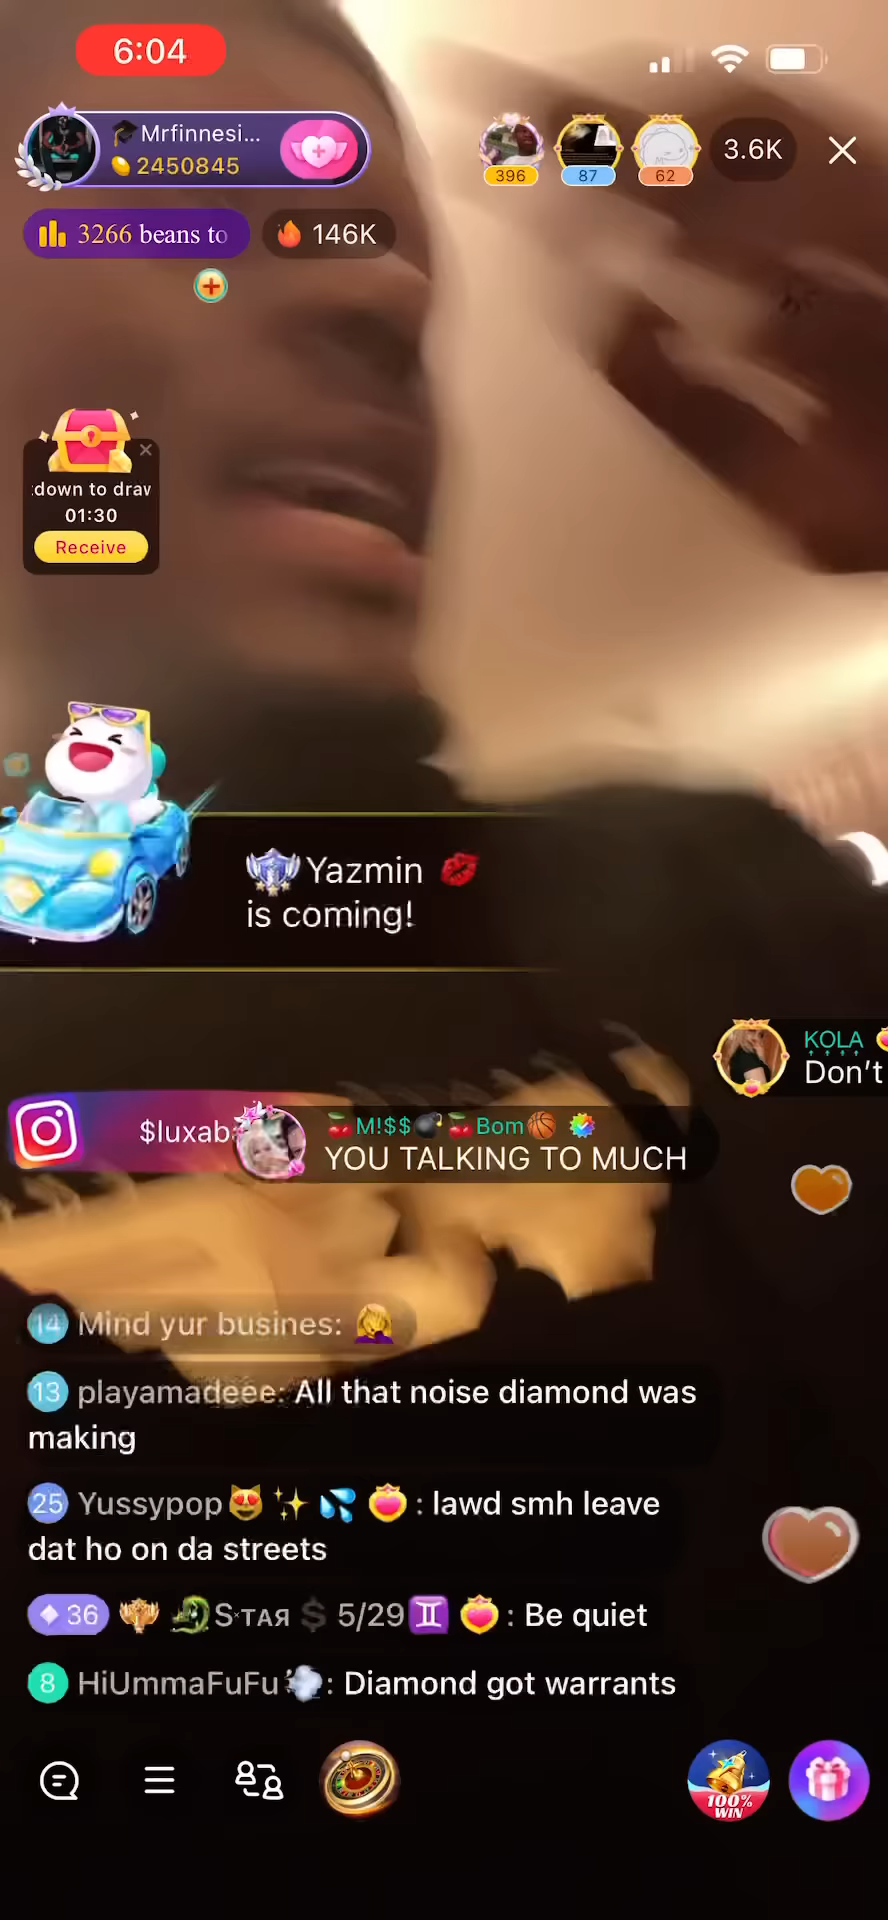 6:04
🎓Mrfinnesi...
2450845
396
87
62
3.6K
3266 beans to
146K
down to draw
01:30
Receive
Yazmin 💋
is coming!
KOLA
Don't
$luxab
🍒M!$$💣🍒Bom🏀
YOU TALKING TO MUCH
14 Mind yur busines: 🤦‍♀️
13 playamadeee: All that noise diamond was
making
25 Yussypop😻✨💦 : lawd smh leave
dat ho on da streets
36 🐉S×TAЯ💲5/29♊ : Be quiet
8 HiUmmaFuFu💨: Diamond got warrants
100%
WIN